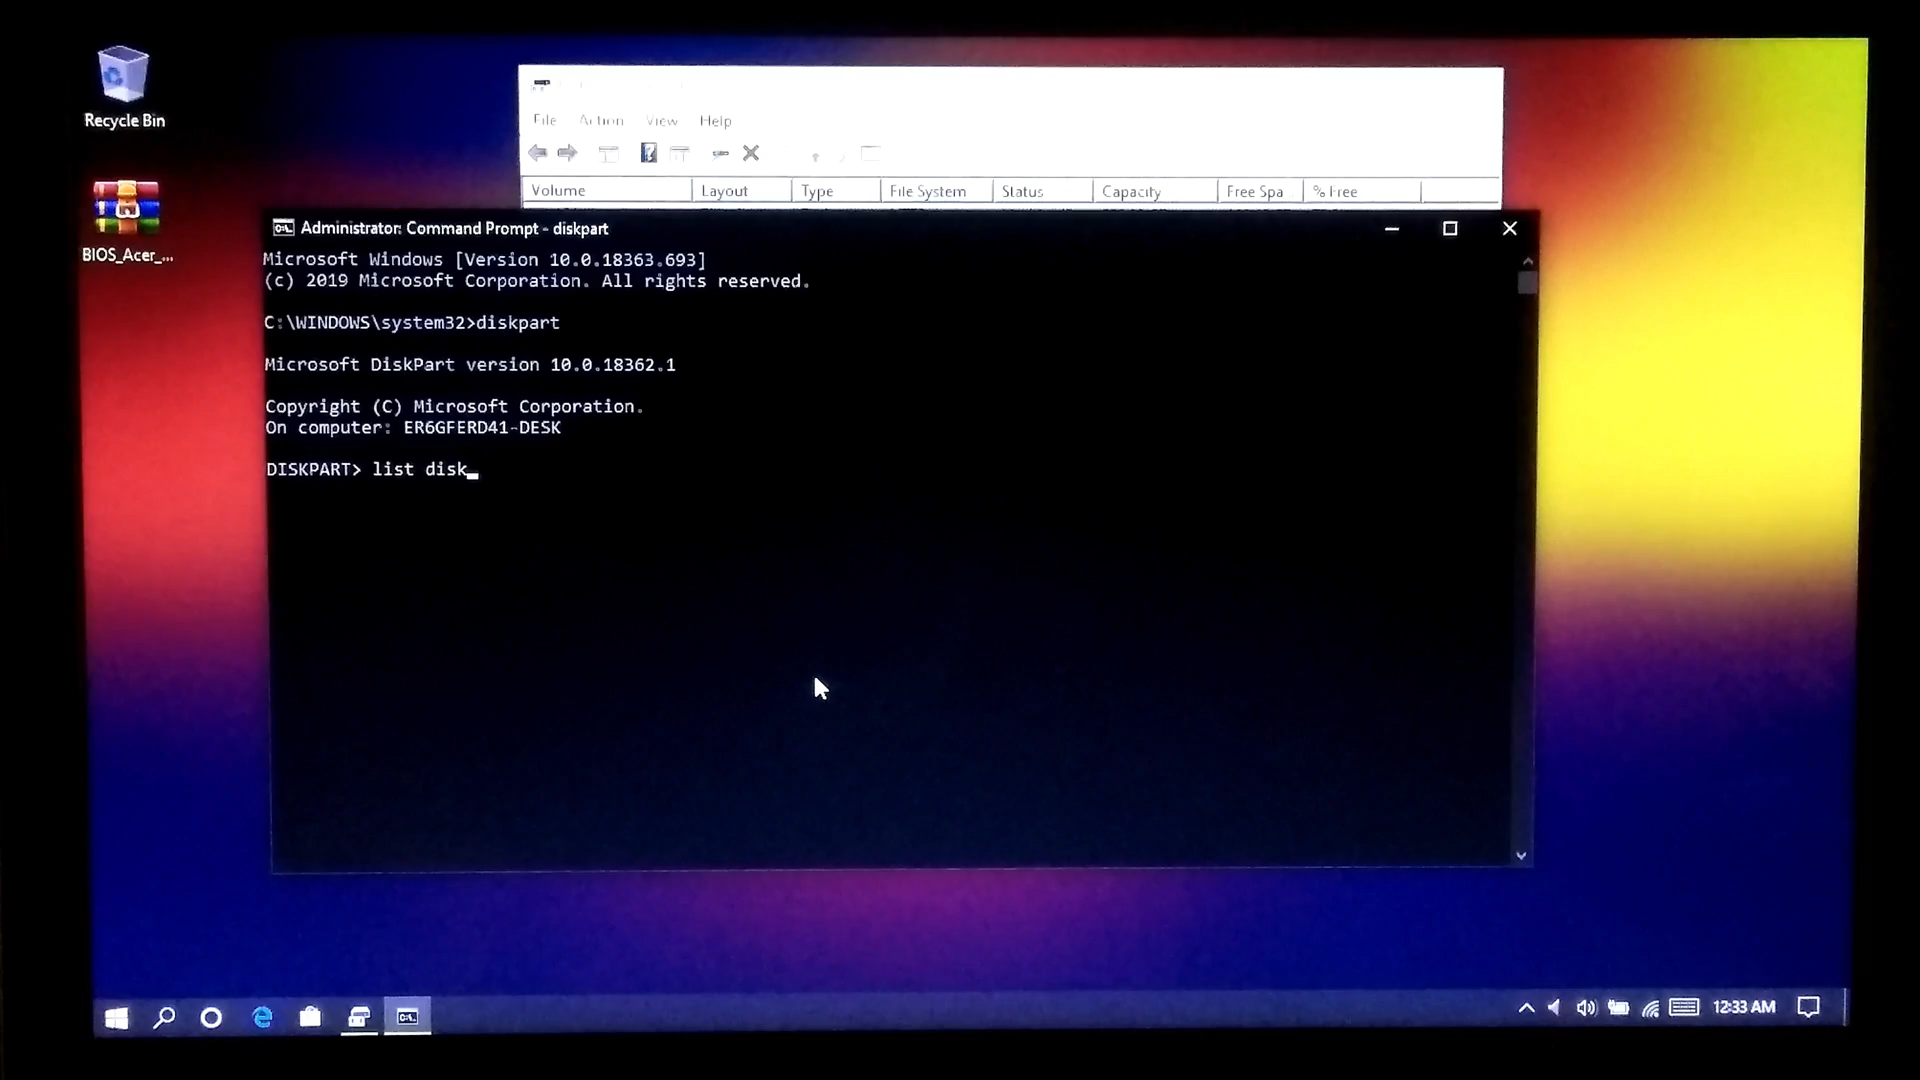 Recycle Bin
BIOS_Acer_...
File Action View Help
Volume Layout Type File System Status Capacity Free Spa % Free
Administrator: Command Prompt - diskpart
Microsoft Windows [Version 10.0.18363.693]
(c) 2019 Microsoft Corporation. All rights reserved.
C:\WINDOWS\system32>diskpart
Microsoft DiskPart version 10.0.18362.1
Copyright (C) Microsoft Corporation.
On computer: ER6GFERD41-DESK
DISKPART> list disk
12:33 AM